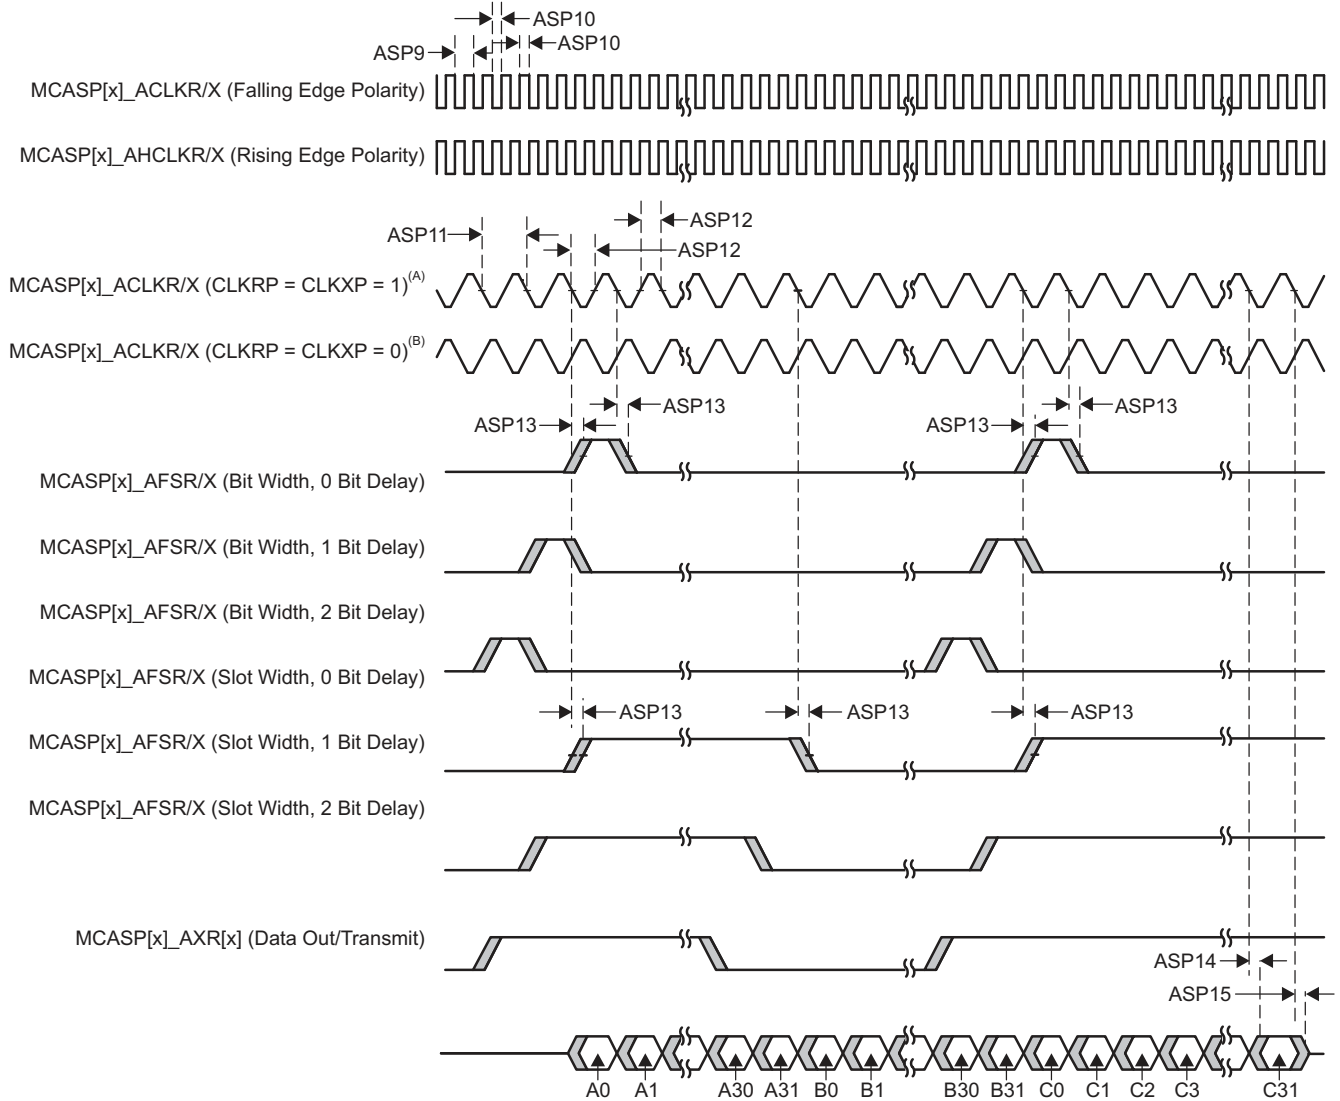 ASP10
ASP9
ASP10
MCASP[x]_ACLKR/X (Falling Edge Polarity)
MCASP[x]_AHCLKR/X (Rising Edge Polarity)
ASP12
ASP11
ASP12
MCASP[x]_ACLKR/X (CLKRP = CLKXP = 1)(A)
MCASP[x]_ACLKR/X (CLKRP = CLKXP = 0)(B)
ASP13
ASP13
ASP13
ASP13
MCASP[x]_AFSR/X (Bit Width, 0 Bit Delay)
MCASP[x]_AFSR/X (Bit Width, 1 Bit Delay)
MCASP[x]_AFSR/X (Bit Width, 2 Bit Delay)
MCASP[x]_AFSR/X (Slot Width, 0 Bit Delay)
ASP13
ASP13
ASP13
MCASP[x]_AFSR/X (Slot Width, 1 Bit Delay)
MCASP[x]_AFSR/X (Slot Width, 2 Bit Delay)
MCASP[x]_AXR[x] (Data Out/Transmit)
ASP14
ASP15
A0 A1 A30 A31 B0 B1 B30 B31 C0 C1 C2 C3 C31